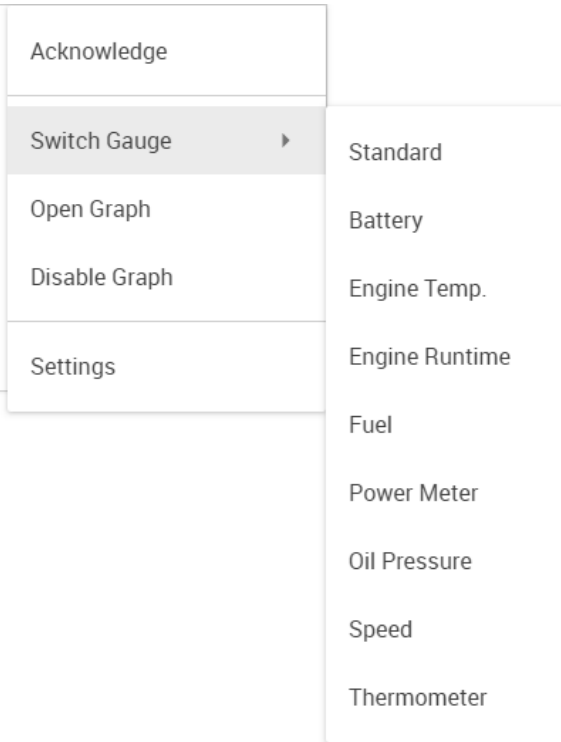 Acknowledge
Switch Gauge
Open Graph
Disable Graph
Settings
Standard
Battery
Engine Temp.
Engine Runtime
Fuel
Power Meter
Oil Pressure
Speed
Thermometer